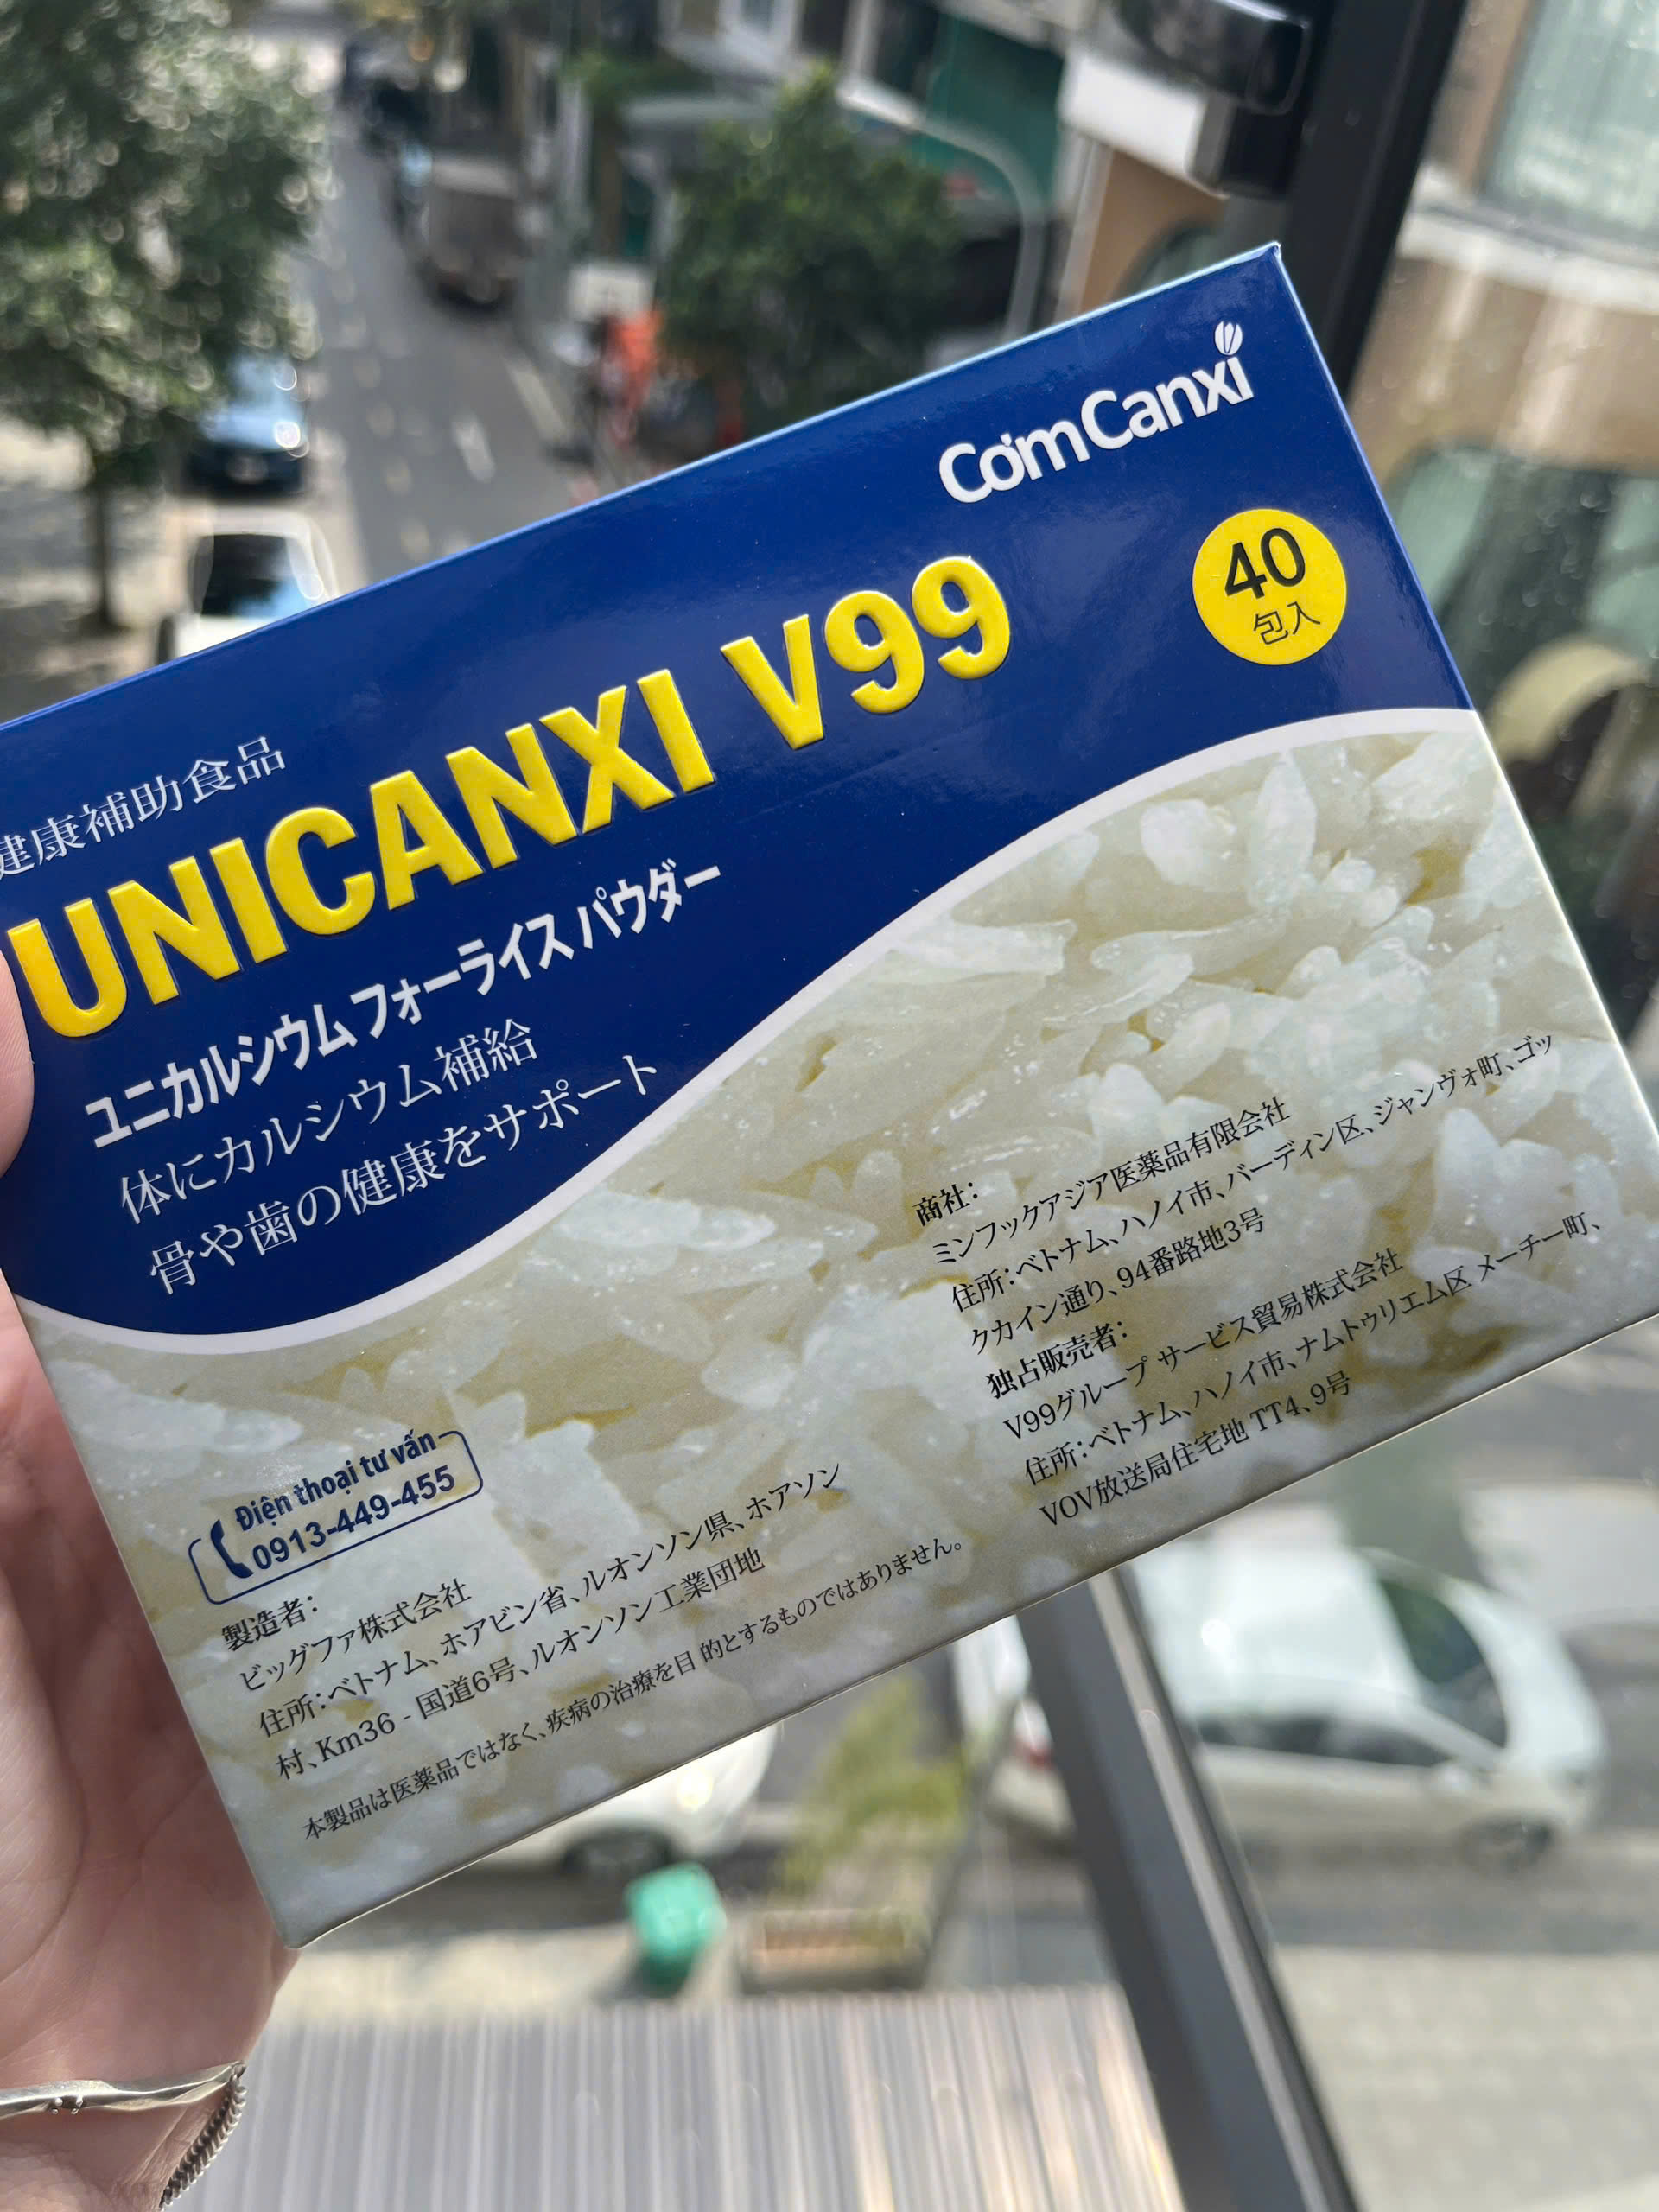 CơmCanxi
40
包入
健康補助食品
UNICANXI V99
ユニカルシウム フォーライス パウダー
体にカルシウム補給
骨や歯の健康をサポート
Điện thoại tư vấn
0913-449-455
製造者：
ビッグファ株式会社
住所：ベトナム、ホアビン省、ルオンソン県、ホアソン
村、Km36 - 国道6号、ルオンソン工業団地
本製品は医薬品ではなく、疾病の治療を目 的とするものではありません。
商社：
ミンフックアジア医薬品有限会社
住所：ベトナム、ハノイ市、バーディン区、ジャンヴォ町、ゴッ
クカイン通り、94番路地3号
独占販売者：
V99グループ サービス貿易株式会社
住所：ベトナム、ハノイ市、ナムトゥリエム区 メーチー町、
VOV放送局住宅地 TT4、9号